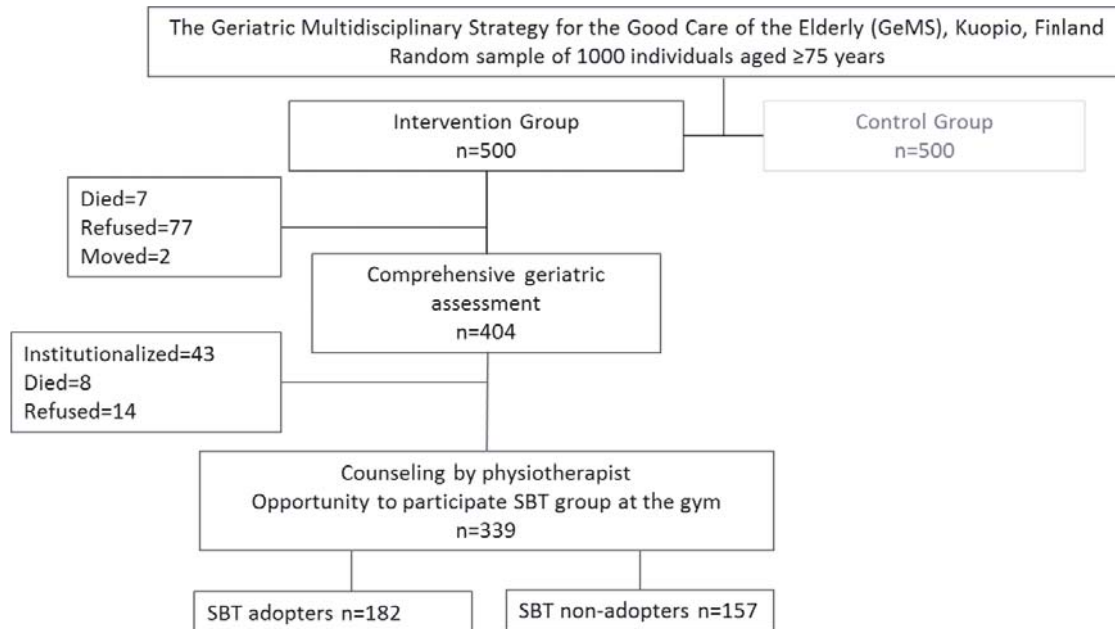 The Geriatric Multidisciplinary Strategy for the Good Care of the Elderly (GeMS), Kuopio, Finland
Random sample of 1000 individuals aged ≥75 years
Intervention Group
n=500
Control Group
n=500
Died=7
Refused=77
Moved=2
Comprehensive geriatric
assessment
n=404
Institutionalized=43
Died=8
Refused=14
Counseling by physiotherapist
Opportunity to participate SBT group at the gym
n=339
SBT adopters n=182
SBT non-adopters n=157